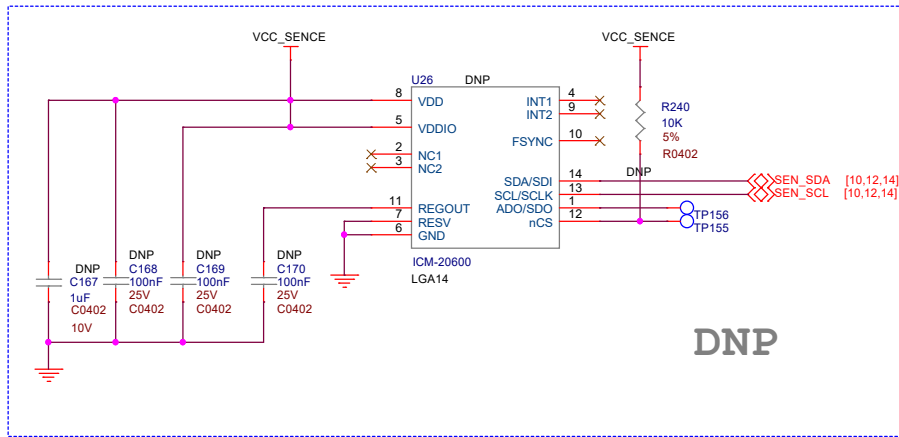 VCC_SENCE
VCC_SENCE
U26 DNP
8 VDD
5 VDDIO
2 NC1
3 NC2
11 REGOUT
7 RESV
6 GND
INT1 4
INT2 9
FSYNC 10
SDA/SDI 14
SCL/SCLK 13
ADO/SDO 1
nCS 12
ICM-20600
LGA14
R240
10K
5%
R0402
DNP
SEN_SDA [10,12,14]
SEN_SCL [10,12,14]
TP156
TP155
DNP
C167
1uF
C0402
10V
DNP
C168
100nF
25V
C0402
DNP
C169
100nF
25V
C0402
DNP
C170
100nF
25V
C0402
DNP